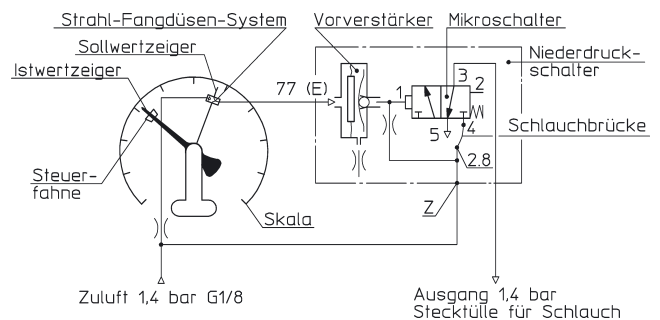 Strahl-Fangdüsen-System
Vorverstärker
Mikroschalter
Sollwertzeiger
Niederdruck-
schalter
Istwertzeiger
77 (E)
1
3
2
5
4
Schlauchbrücke
2.8
Steuer-
fahne
Z
Skala
Zuluft 1,4 bar G1/8
Ausgang 1,4 bar
Stecktülle für Schlauch